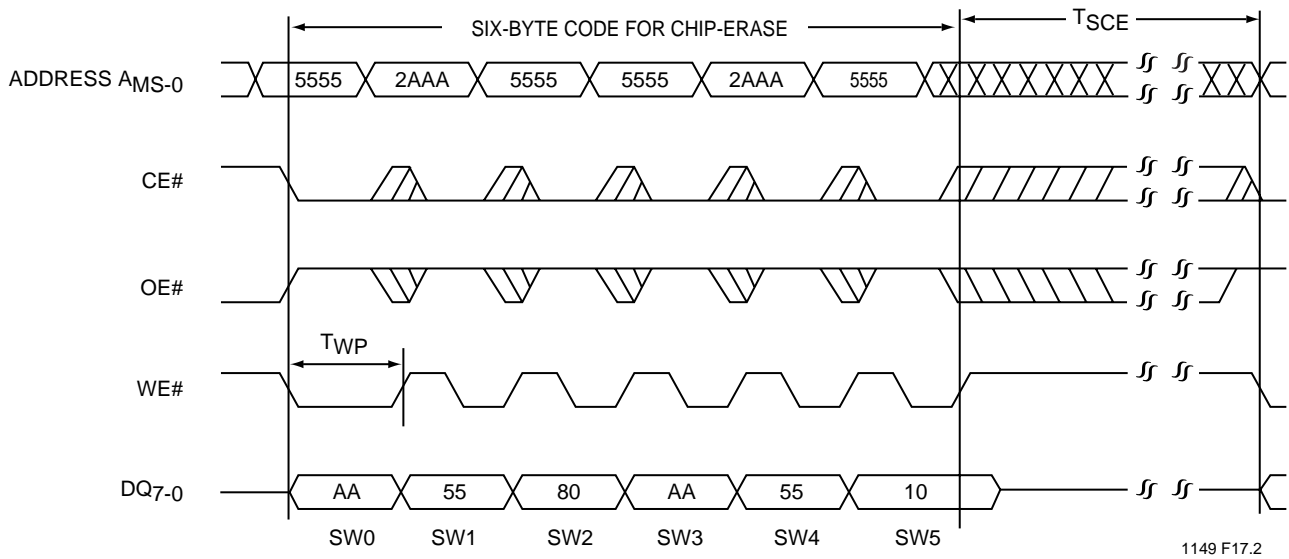 SIX-BYTE CODE FOR CHIP-ERASE TSCE
ADDRESS AMS-0 5555 2AAA 5555 5555 2AAA 5555
CE#
OE#
TWP
WE#
DQ7-0 AA 55 80 AA 55 10
SW0 SW1 SW2 SW3 SW4 SW5
1149 F17.2